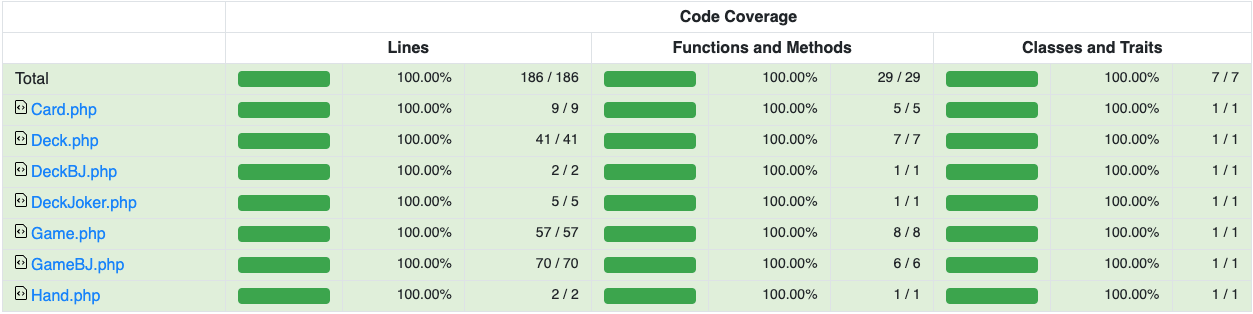 Code Coverage
Lines Functions and Methods Classes and Traits
Total 100.00% 186 / 186 100.00% 29 / 29 100.00% 7 / 7
Card.php 100.00% 9 / 9 100.00% 5 / 5 100.00% 1 / 1
Deck.php 100.00% 41 / 41 100.00% 7 / 7 100.00% 1 / 1
DeckBJ.php 100.00% 2 / 2 100.00% 1 / 1 100.00% 1 / 1
DeckJoker.php 100.00% 5 / 5 100.00% 1 / 1 100.00% 1 / 1
Game.php 100.00% 57 / 57 100.00% 8 / 8 100.00% 1 / 1
GameBJ.php 100.00% 70 / 70 100.00% 6 / 6 100.00% 1 / 1
Hand.php 100.00% 2 / 2 100.00% 1 / 1 100.00% 1 / 1